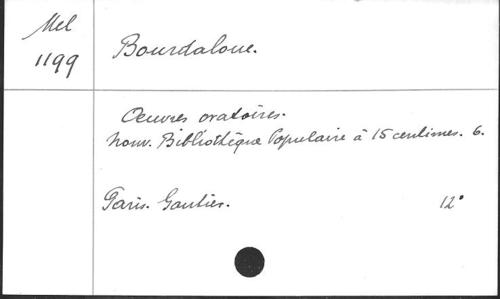 Mel
1199
Bourdaloue.
Oeuvres oratoires.
Nouv. Bibliothèque Populaire à 15 centimes. 6.
Paris. Gautier. 12°